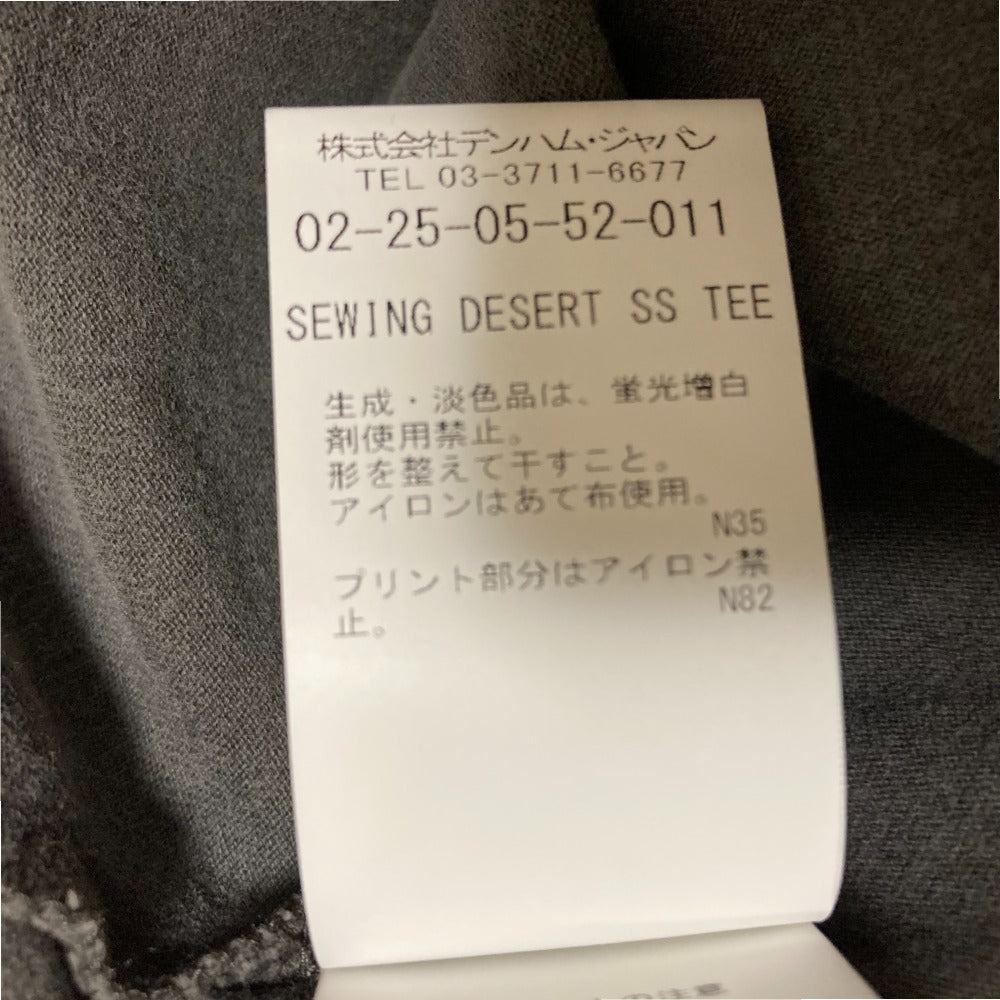 株式会社デンハム・ジャパン
TEL 03-3711-6677
02-25-05-52-011
SEWING DESERT SS TEE
生成・淡色品は、蛍光増白
剤使用禁止。
形を整えて干すこと。
アイロンはあて布使用。
N35
プリント部分はアイロン禁
止。
N82
の注意